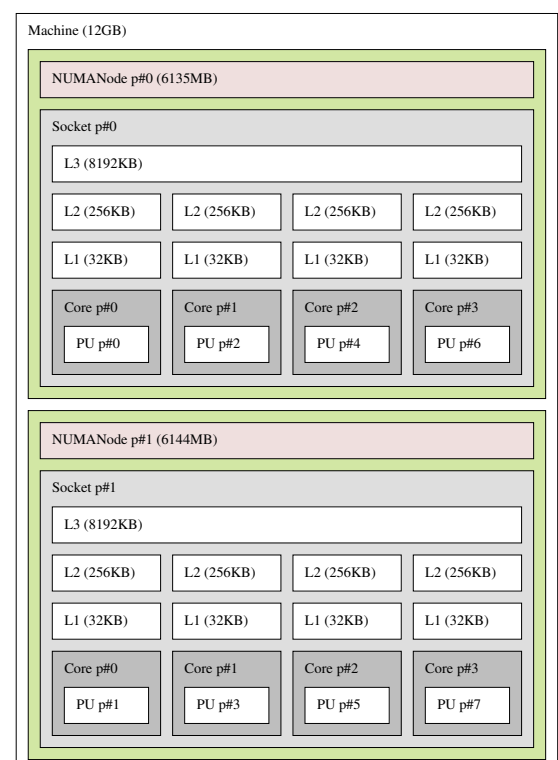 Machine (12GB)
NUMANode p#0 (6135MB)
Socket p#0
L3 (8192KB)
L2 (256KB) L2 (256KB) L2 (256KB) L2 (256KB)
L1 (32KB) L1 (32KB) L1 (32KB) L1 (32KB)
Core p#0 Core p#1 Core p#2 Core p#3
PU p#0 PU p#2 PU p#4 PU p#6
NUMANode p#1 (6144MB)
Socket p#1
L3 (8192KB)
L2 (256KB) L2 (256KB) L2 (256KB) L2 (256KB)
L1 (32KB) L1 (32KB) L1 (32KB) L1 (32KB)
Core p#0 Core p#1 Core p#2 Core p#3
PU p#1 PU p#3 PU p#5 PU p#7